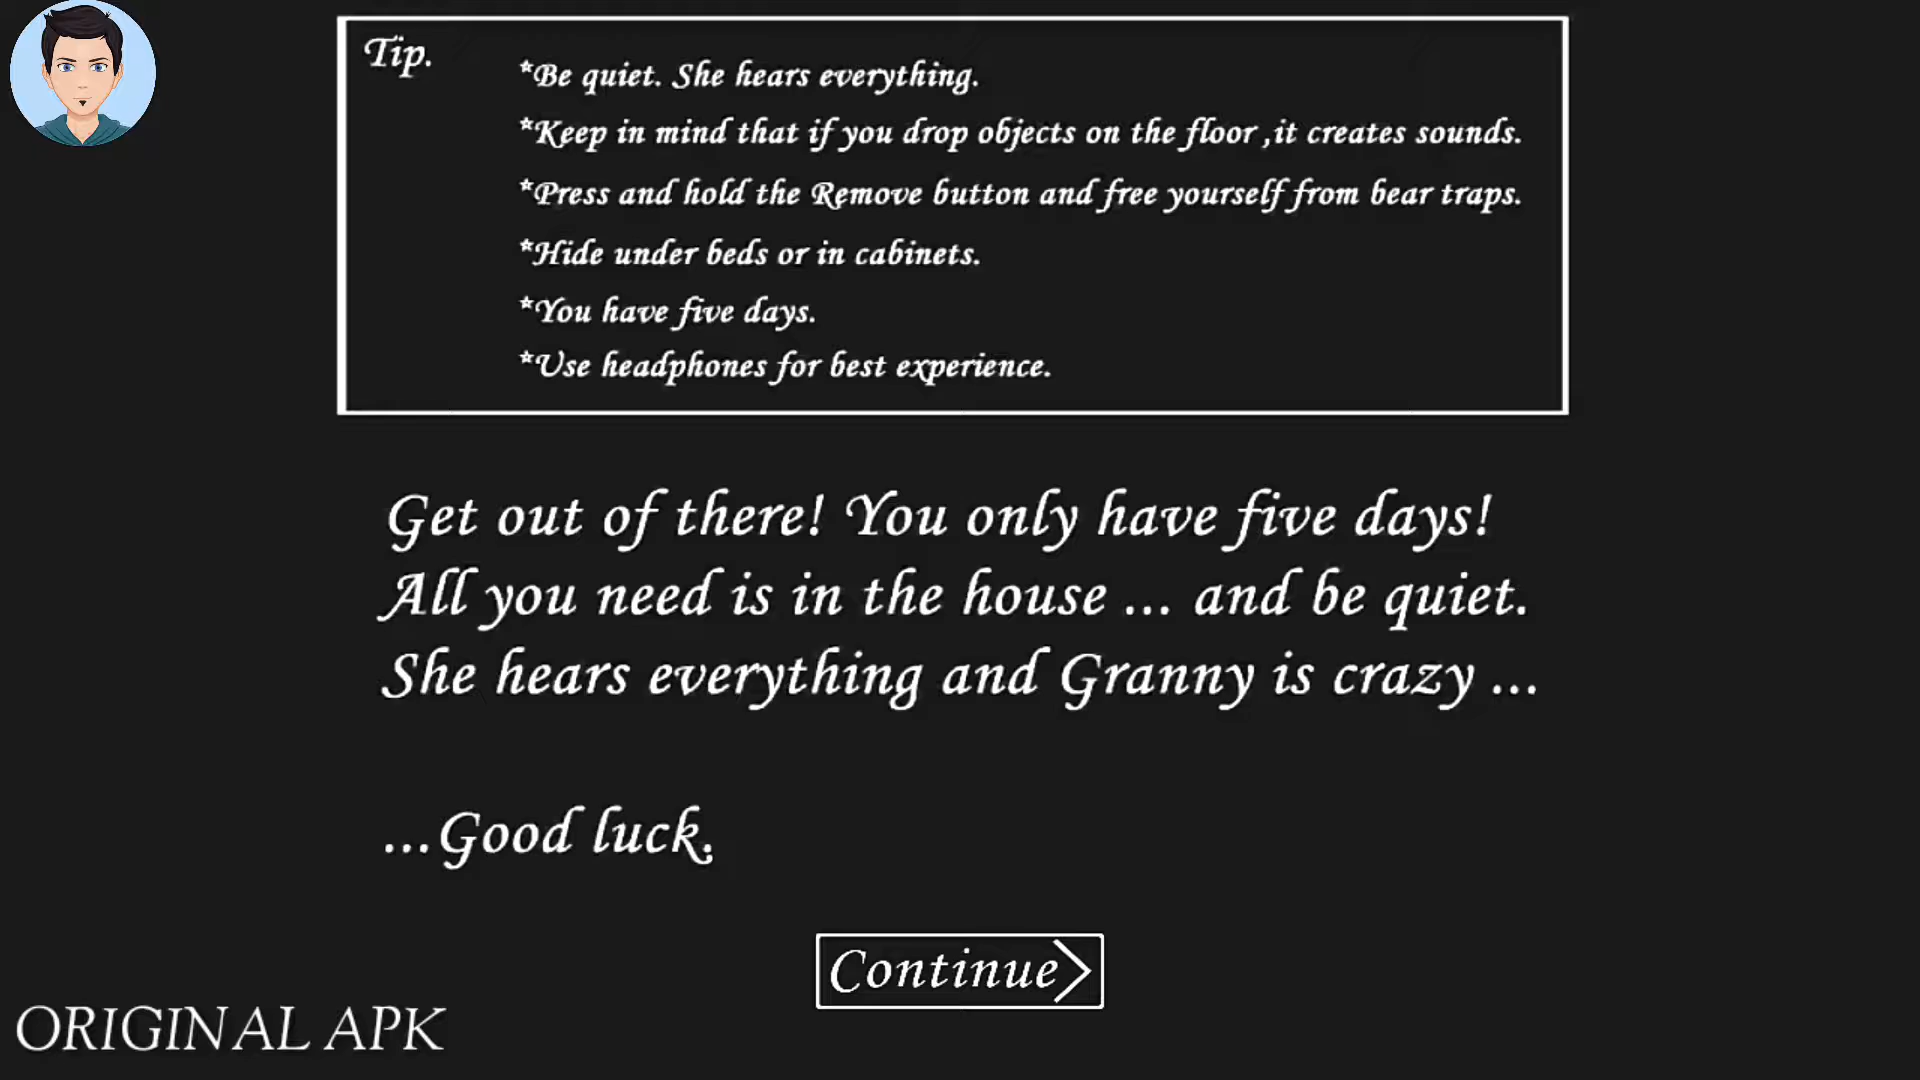 Tip.
*Be quiet. She hears everything.
*Keep in mind that if you drop objects on the floor ,it creates sounds.
*Press and hold the Remove button and free yourself from bear traps.
*Hide under beds or in cabinets.
*You have five days.
*Use headphones for best experience.
Get out of there! You only have five days!
All you need is in the house ... and be quiet.
She hears everything and Granny is crazy ...
...Good luck.
Continue
ORIGINAL APK